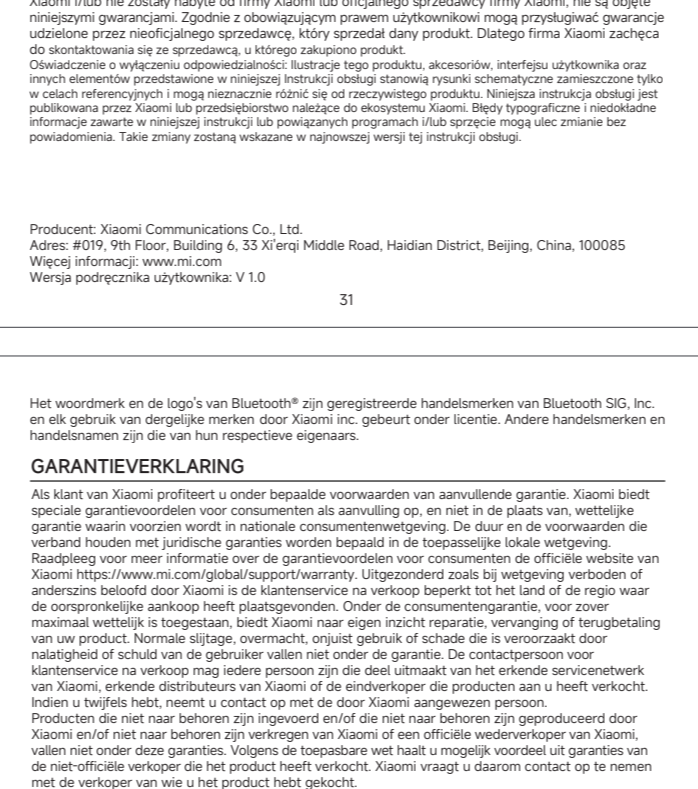 Xiaomi i/lub nie zostały nabyte od firmy Xiaomi lub oficjalnego sprzedawcy firmy Xiaomi, nie są objęte
niniejszymi gwarancjami. Zgodnie z obowiązującym prawem użytkownikowi mogą przysługiwać gwarancje
udzielone przez nieoficjalnego sprzedawcę, który sprzedał dany produkt. Dlatego firma Xiaomi zachęca
do skontaktowania się ze sprzedawcą, u którego zakupiono produkt.
Oświadczenie o wyłączeniu odpowiedzialności: Ilustracje tego produktu, akcesoriów, interfejsu użytkownika oraz
innych elementów przedstawione w niniejszej Instrukcji obsługi stanowią rysunki schematyczne zamieszczone tylko
w celach referencyjnych i mogą nieznacznie różnić się od rzeczywistego produktu. Niniejsza instrukcja obsługi jest
publikowana przez Xiaomi lub przedsiębiorstwo należące do ekosystemu Xiaomi. Błędy typograficzne i niedokładne
informacje zawarte w niniejszej instrukcji lub powiązanych programach i/lub sprzęcie mogą ulec zmianie bez
powiadomienia. Takie zmiany zostaną wskazane w najnowszej wersji tej instrukcji obsługi.
Producent: Xiaomi Communications Co., Ltd.
Adres: #019, 9th Floor, Building 6, 33 Xi'erqi Middle Road, Haidian District, Beijing, China, 100085
Więcej informacji: www.mi.com
Wersja podręcznika użytkownika: V 1.0
31
Het woordmerk en de logo's van Bluetooth® zijn geregistreerde handelsmerken van Bluetooth SIG, Inc.
en elk gebruik van dergelijke merken door Xiaomi inc. gebeurt onder licentie. Andere handelsmerken en
handelsnamen zijn die van hun respectieve eigenaars.
GARANTIEVERKLARING
Als klant van Xiaomi profiteert u onder bepaalde voorwaarden van aanvullende garantie. Xiaomi biedt
speciale garantievoordelen voor consumenten als aanvulling op, en niet in de plaats van, wettelijke
garantie waarin voorzien wordt in nationale consumentenwetgeving. De duur en de voorwaarden die
verband houden met juridische garanties worden bepaald in de toepasselijke lokale wetgeving.
Raadpleeg voor meer informatie over de garantievoordelen voor consumenten de officiële website van
Xiaomi https://www.mi.com/global/support/warranty. Uitgezonderd zoals bij wetgeving verboden of
anderszins beloofd door Xiaomi is de klantenservice na verkoop beperkt tot het land of de regio waar
de oorspronkelijke aankoop heeft plaatsgevonden. Onder de consumentengarantie, voor zover
maximaal wettelijk is toegestaan, biedt Xiaomi naar eigen inzicht reparatie, vervanging of terugbetaling
van uw product. Normale slijtage, overmacht, onjuist gebruik of schade die is veroorzaakt door
nalatigheid of schuld van de gebruiker vallen niet onder de garantie. De contactpersoon voor
klantenservice na verkoop mag iedere persoon zijn die deel uitmaakt van het erkende servicenetwerk
van Xiaomi, erkende distributeurs van Xiaomi of de eindverkoper die producten aan u heeft verkocht.
Indien u twijfels hebt, neemt u contact op met de door Xiaomi aangewezen persoon.
Producten die niet naar behoren zijn ingevoerd en/of die niet naar behoren zijn geproduceerd door
Xiaomi en/of niet naar behoren zijn verkregen van Xiaomi of een officiële wederverkoper van Xiaomi,
vallen niet onder deze garanties. Volgens de toepasbare wet haalt u mogelijk voordeel uit garanties van
de niet-officiële verkoper die het product heeft verkocht. Xiaomi vraagt u daarom contact op te nemen
met de verkoper van wie u het product hebt gekocht.